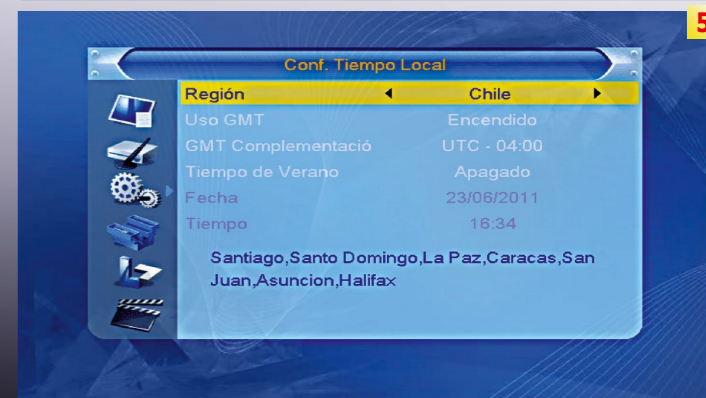 5
Conf. Tiempo Local
Región Chile
Uso GMT Encendido
GMT Complementació UTC - 04:00
Tiempo de Verano Apagado
Fecha 23/06/2011
Tiempo 16:34
Santiago,Santo Domingo,La Paz,Caracas,San
Juan,Asuncion,Halifax